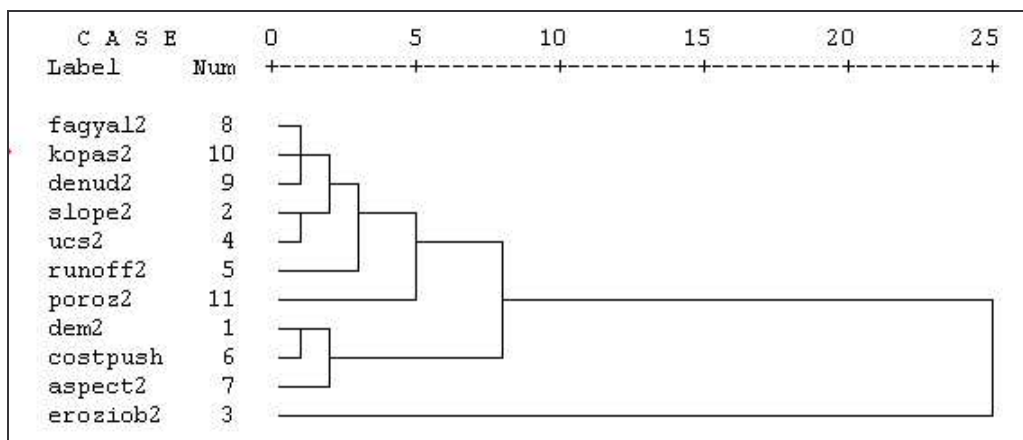 C A S E 0 5 10 15 20 25
Label Num +---------+---------+---------+---------+---------+
fagyal2 8
kopas2 10
denud2 9
slope2 2
ucs2 4
runoff2 5
poroz2 11
dem2 1
costpush 6
aspect2 7
eroziob2 3